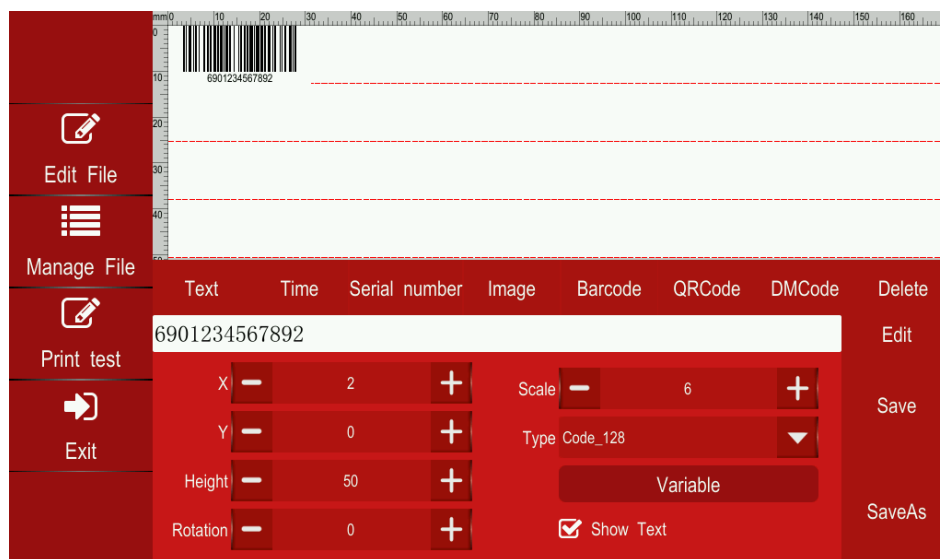 mm 0 10 20 30 40 50 60 70 80 90 100 110 120 130 140 150 160
0
10
20
30
40
6901234567892
Edit File
Manage File
Print test
Exit
Text Time Serial number Image Barcode QRCode DMCode Delete
6901234567892 Edit
X 2
Y 0
Height 50
Rotation 0
Scale 6
Type Code_128
Variable
Show Text
Save
SaveAs